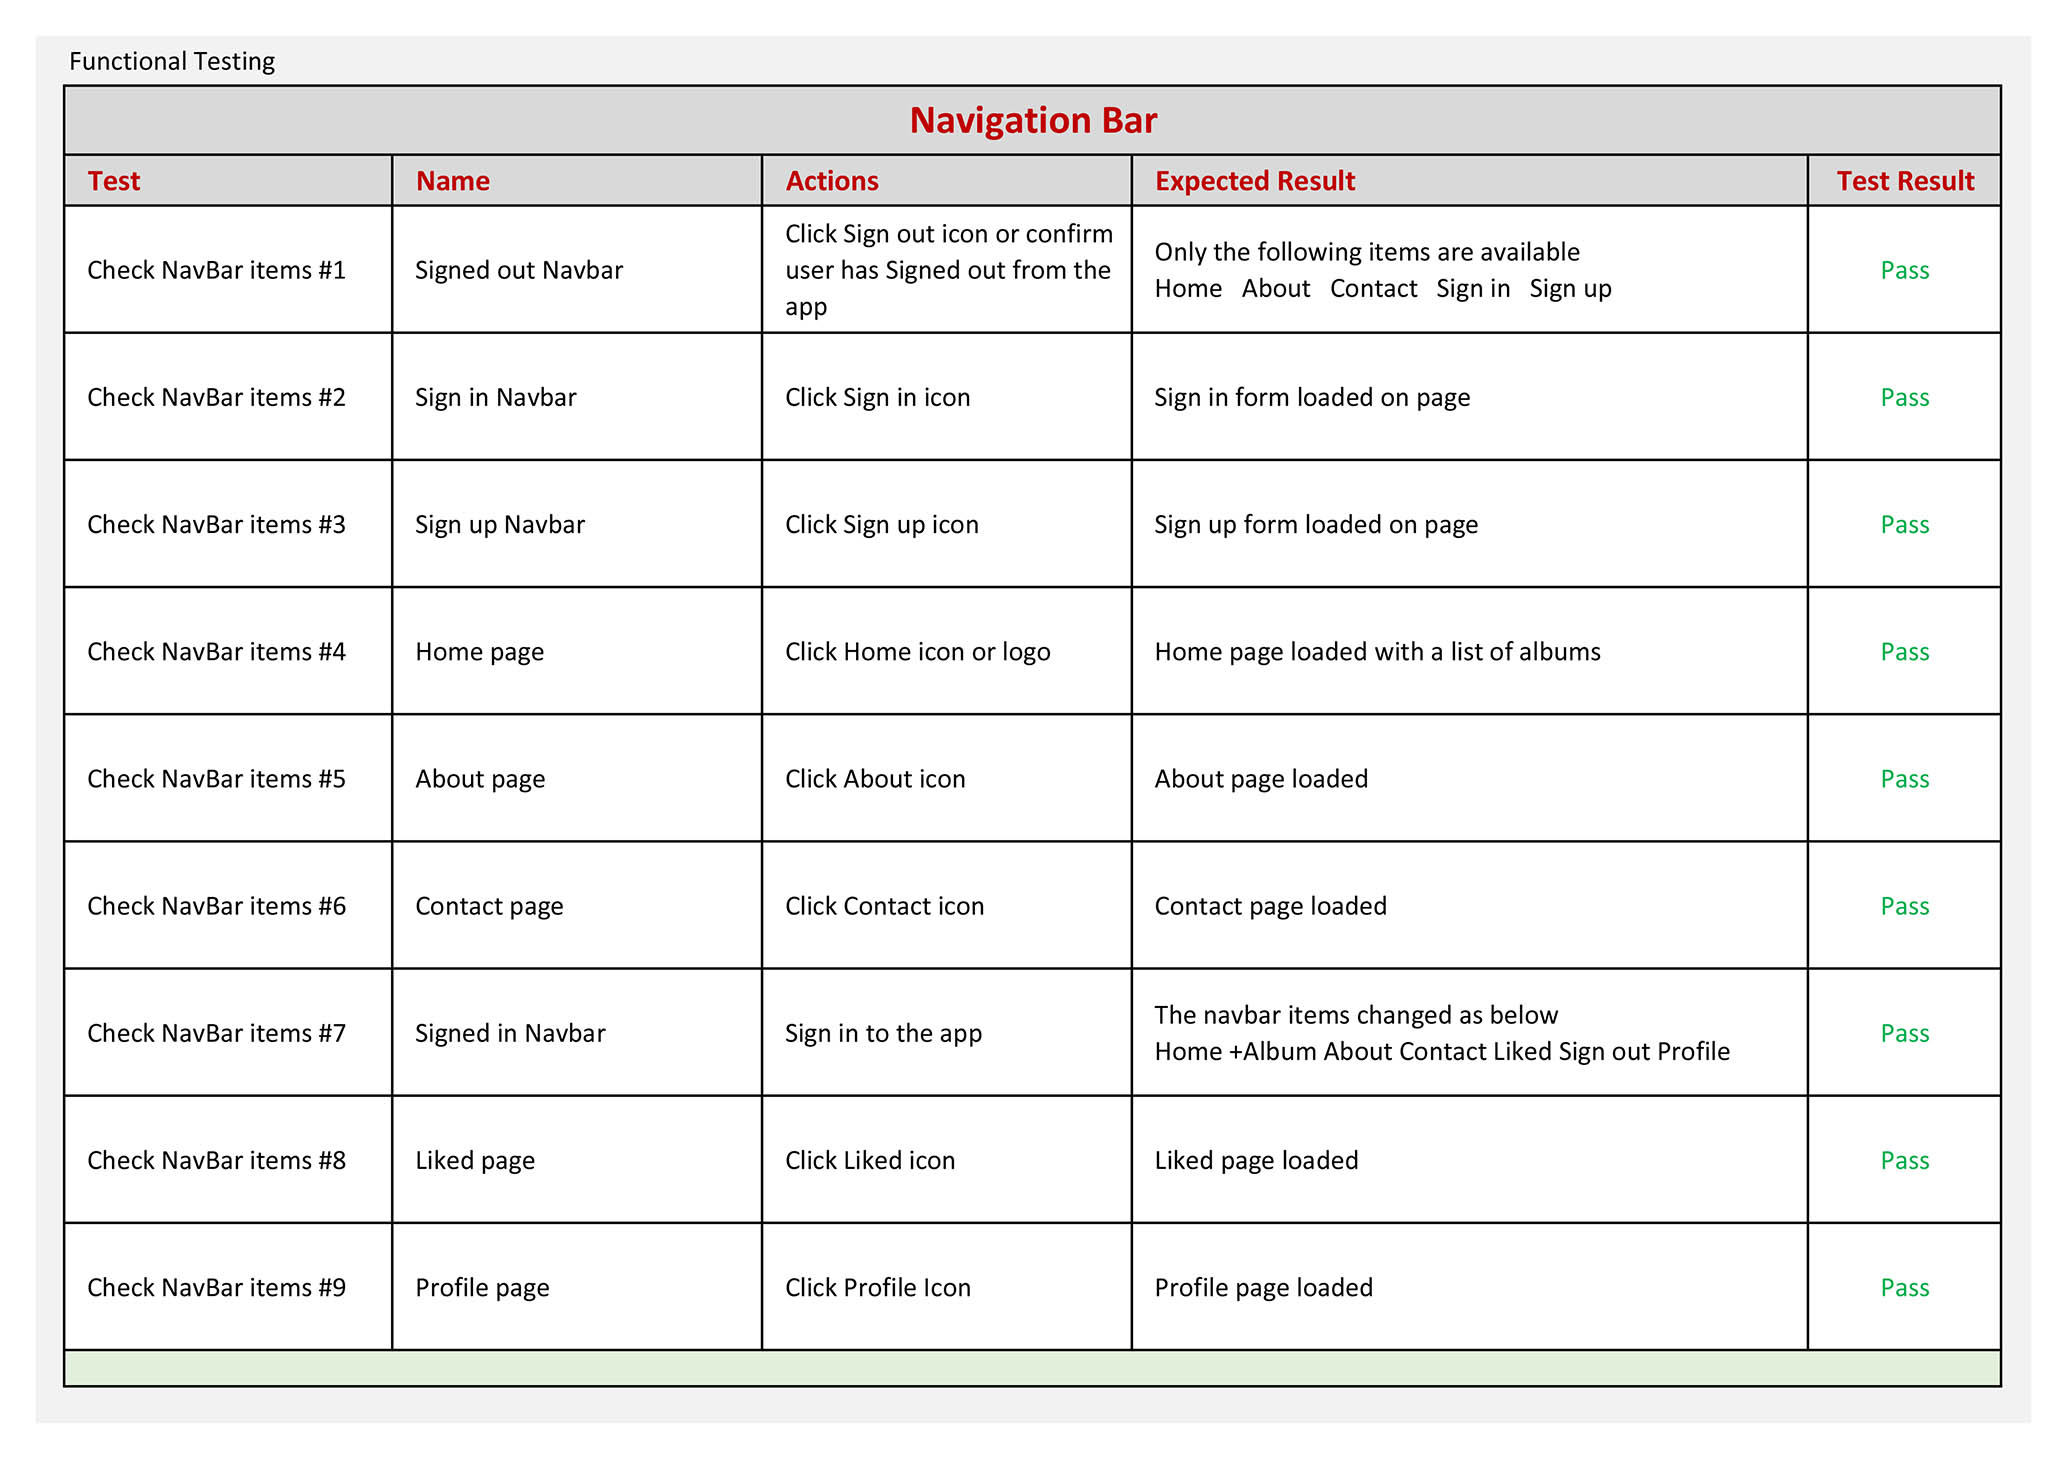 Functional Testing
Navigation Bar
Test Name Actions Expected Result Test Result
Check NavBar items #1 Signed out Navbar Click Sign out icon or confirm
user has Signed out from the
app
Only the following items are available
Home About Contact Sign in Sign up
Pass
Check NavBar items #2 Sign in Navbar Click Sign in icon Sign in form loaded on page Pass
Check NavBar items #3 Sign up Navbar Click Sign up icon Sign up form loaded on page Pass
Check NavBar items #4 Home page Click Home icon or logo Home page loaded with a list of albums Pass
Check NavBar items #5 About page Click About icon About page loaded Pass
Check NavBar items #6 Contact page Click Contact icon Contact page loaded Pass
Check NavBar items #7 Signed in Navbar Sign in to the app The navbar items changed as below
Home +Album About Contact Liked Sign out Profile
Pass
Check NavBar items #8 Liked page Click Liked icon Liked page loaded Pass
Check NavBar items #9 Profile page Click Profile Icon Profile page loaded Pass